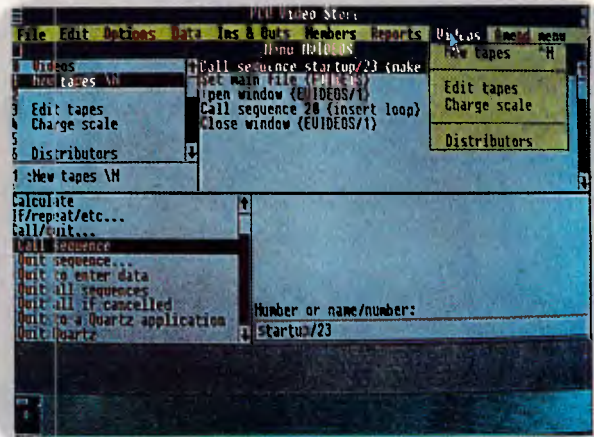 PCW Video Store
File Edit Options Data Ins & Outs Members Reports Videos Amend menu
Menu MVIDEOS
Videos
New tapes \H
3 Edit tapes
Charge scale
6 Distributors
1 :New tapes \H
Call sequence startup/23 {make
Set main File
Open window {EVIDEOS/1}
Call sequence 20 {insert loop}
Close window {EVIDEOS/1}
New tapes ^H
Edit tapes
Charge scale
Distributors
Calculate
IF/repeat/etc...
Call/quit...
Call sequence
Quit sequence...
Quit to enter data
Quit all sequences
Quit all if cancelled
Quit to a Quartz application
Quit Quartz
Number or name/number:
startup/23